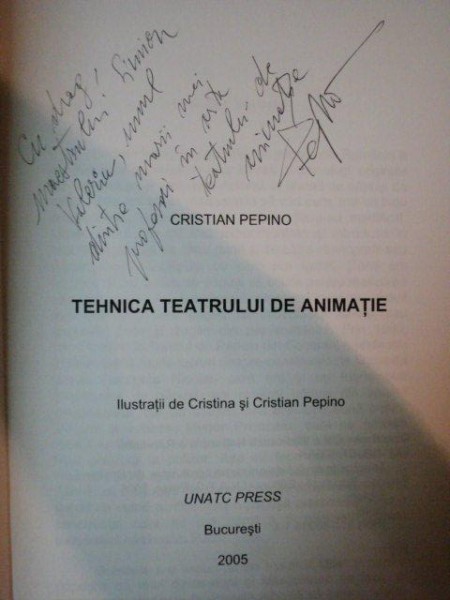 Cu drag,
maestrului Simion
Valeriu, unul
dintre marii mei
profesori în
teatrului de
animație
CRISTIAN PEPINO
TEHNICA TEATRULUI DE ANIMAȚIE
Ilustrații de Cristina și Cristian Pepino
UNATC PRESS
București
2005